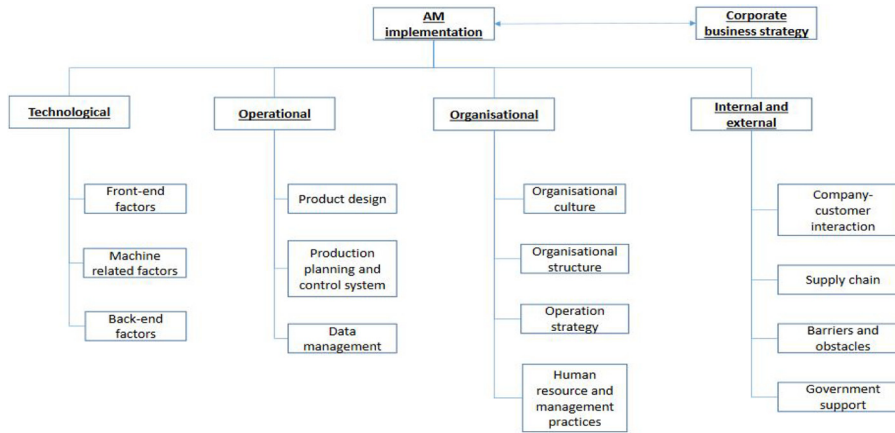 AM
implementation
Corporate
business strategy
Technological
Operational
Organisational
Internal and
external
Front-end
factors
Machine
related factors
Back-end
factors
Product design
Production
planning and
control system
Data
management
Organisational
culture
Organisational
structure
Operation
strategy
Human
resource and
management
practices
Company-
customer
interaction
Supply chain
Barriers and
obstacles
Government
support